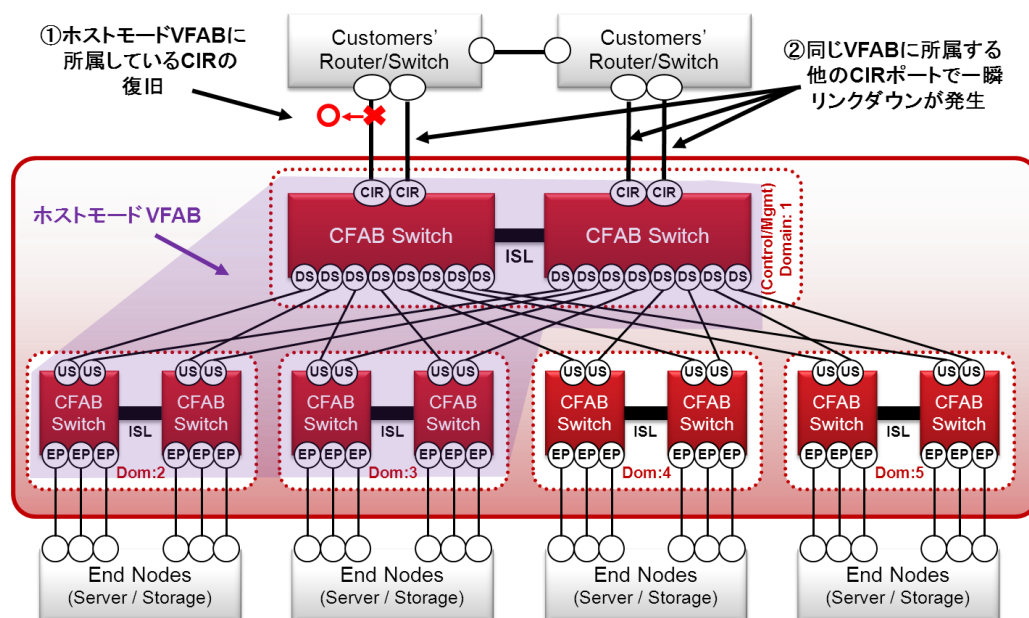 ①ホストモードVFABに
所属しているCIRの
復旧
Customers'
Router/Switch
Customers'
Router/Switch
②同じVFABに所属する
他のCIRポートで一瞬
リンクダウンが発生
CIR CIR
CIR CIR
ホストモードVFAB
CFAB Switch
ISL
CFAB Switch
(Control/Mgmt)
Domain: 1
DS DS DS DS DS DS DS DS
DS DS DS DS DS DS DS DS
US US
US US
US US
US US
US US
US US
US US
US US
CFAB
Switch
ISL
CFAB
Switch
CFAB
Switch
ISL
CFAB
Switch
CFAB
Switch
ISL
CFAB
Switch
CFAB
Switch
ISL
CFAB
Switch
EP EP EP
Dom:2
EP EP EP
EP EP EP
Dom:3
EP EP EP
EP EP EP
Dom:4
EP EP EP
EP EP EP
Dom:5
EP EP EP
End Nodes
(Server / Storage)
End Nodes
(Server / Storage)
End Nodes
(Server / Storage)
End Nodes
(Server / Storage)